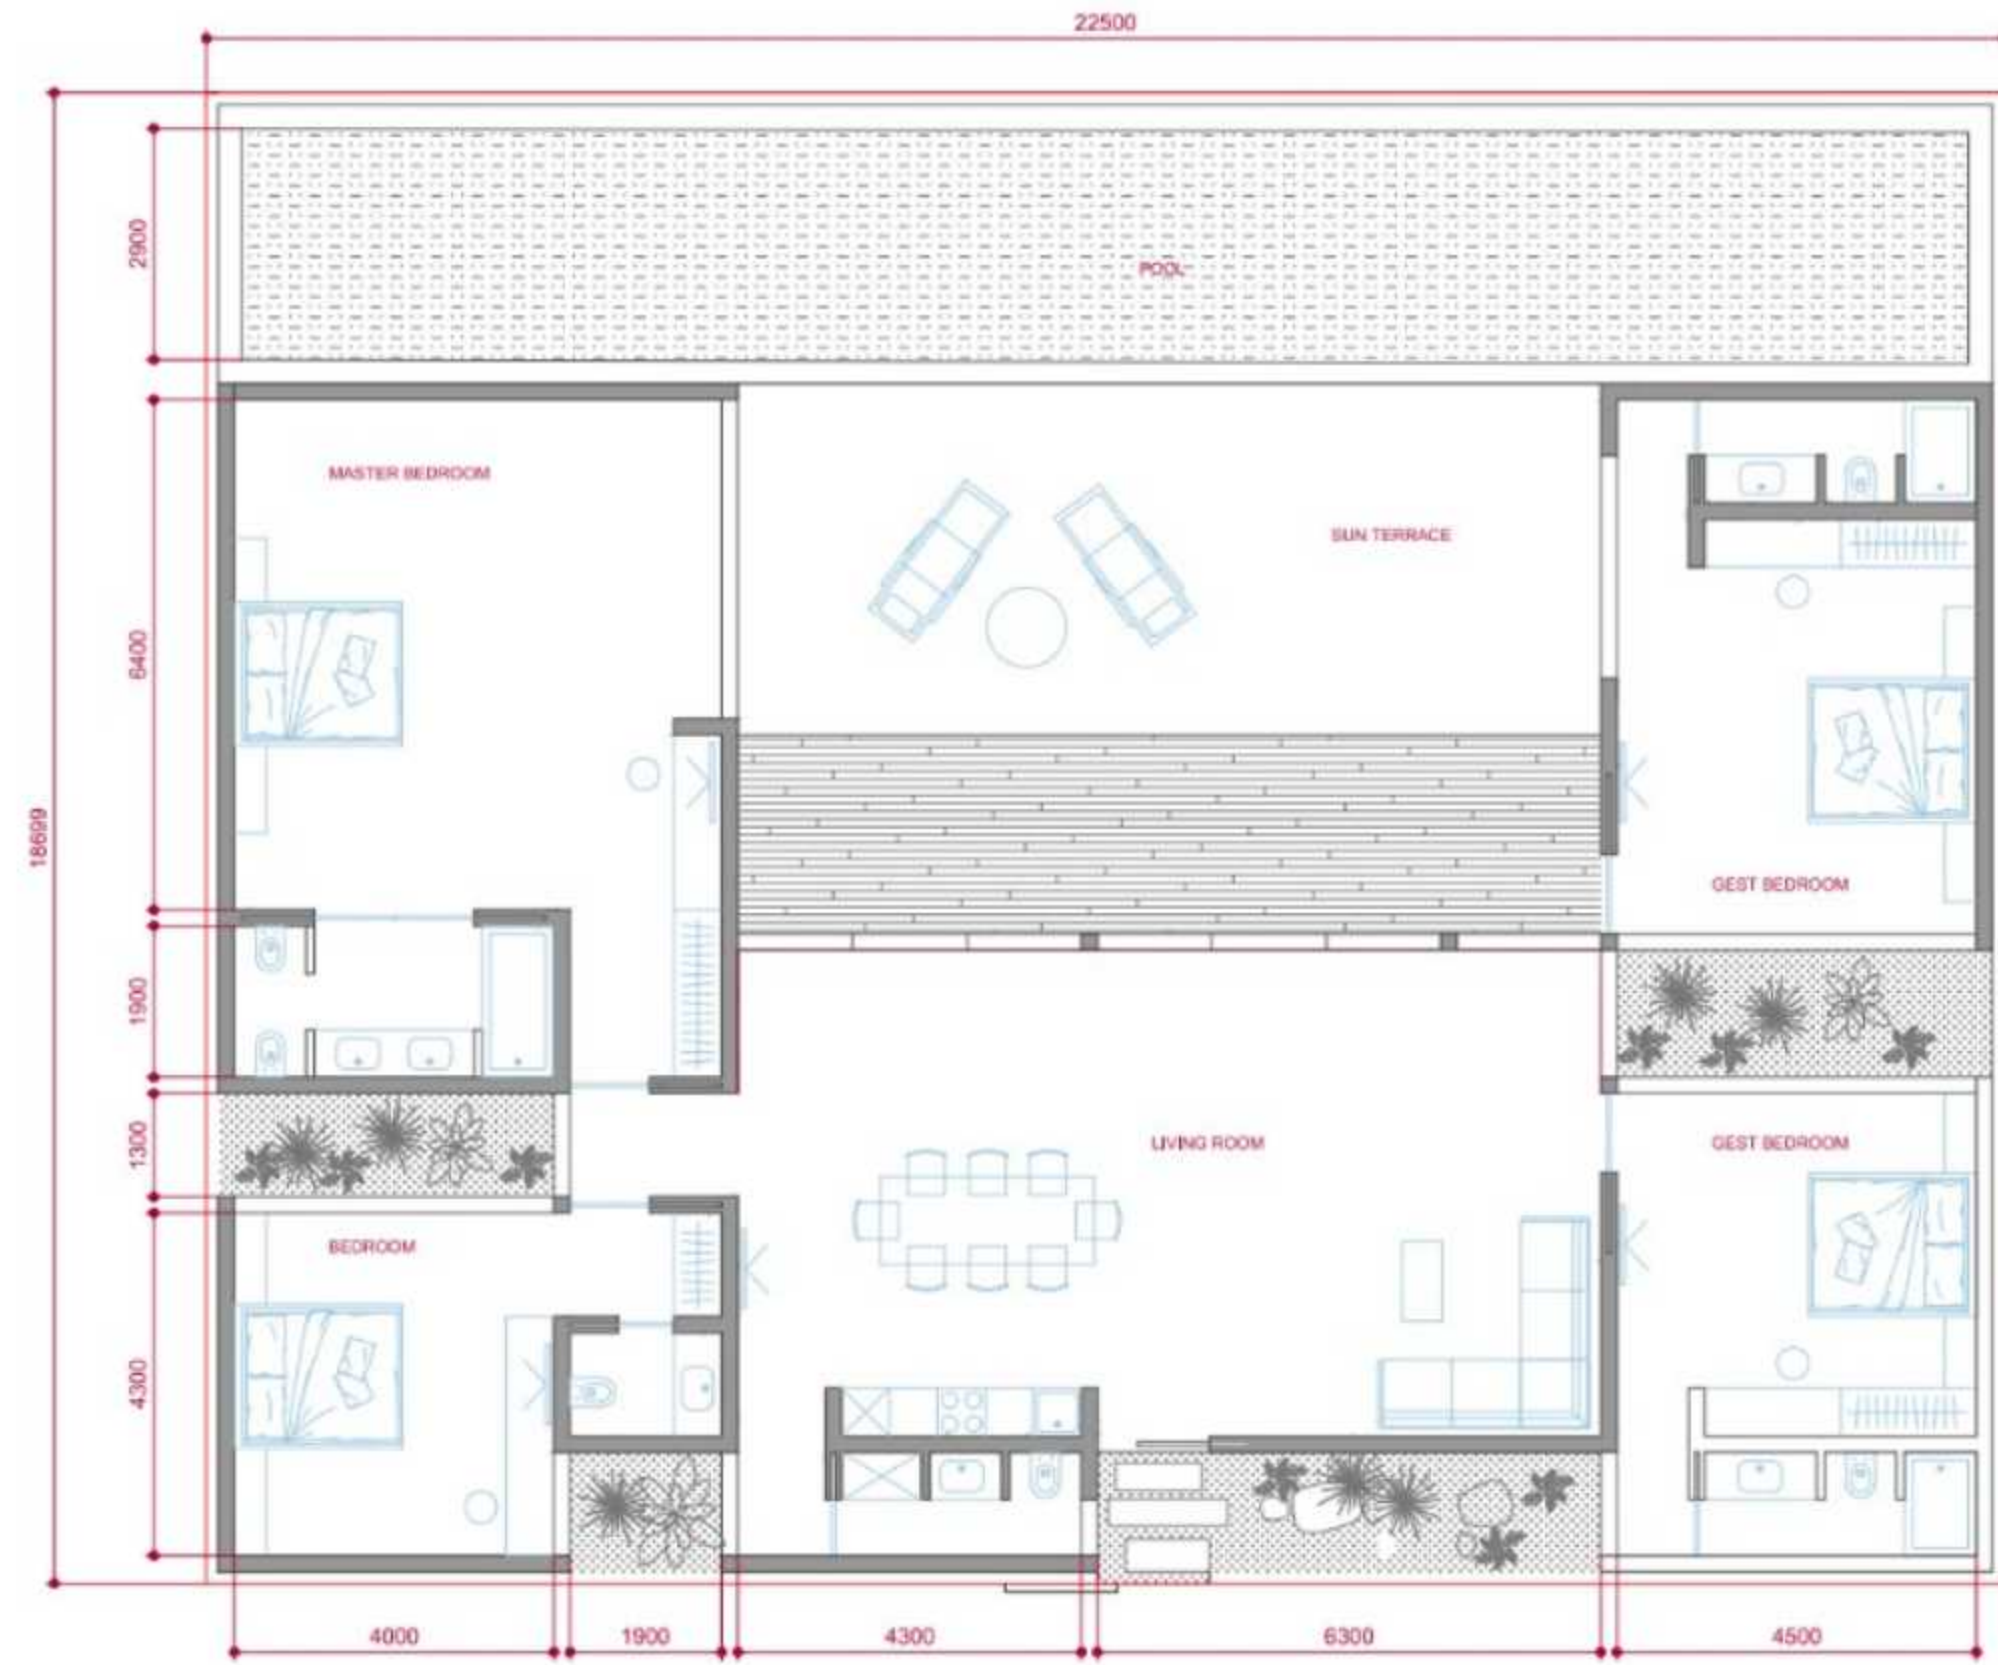 22500
2900
POOL
MASTER BEDROOM
SUN TERRACE
6400
18699
GEST BEDROOM
1900
1300
LIVING ROOM
GEST BEDROOM
BEDROOM
4300
4000
1900
4300
6300
4500